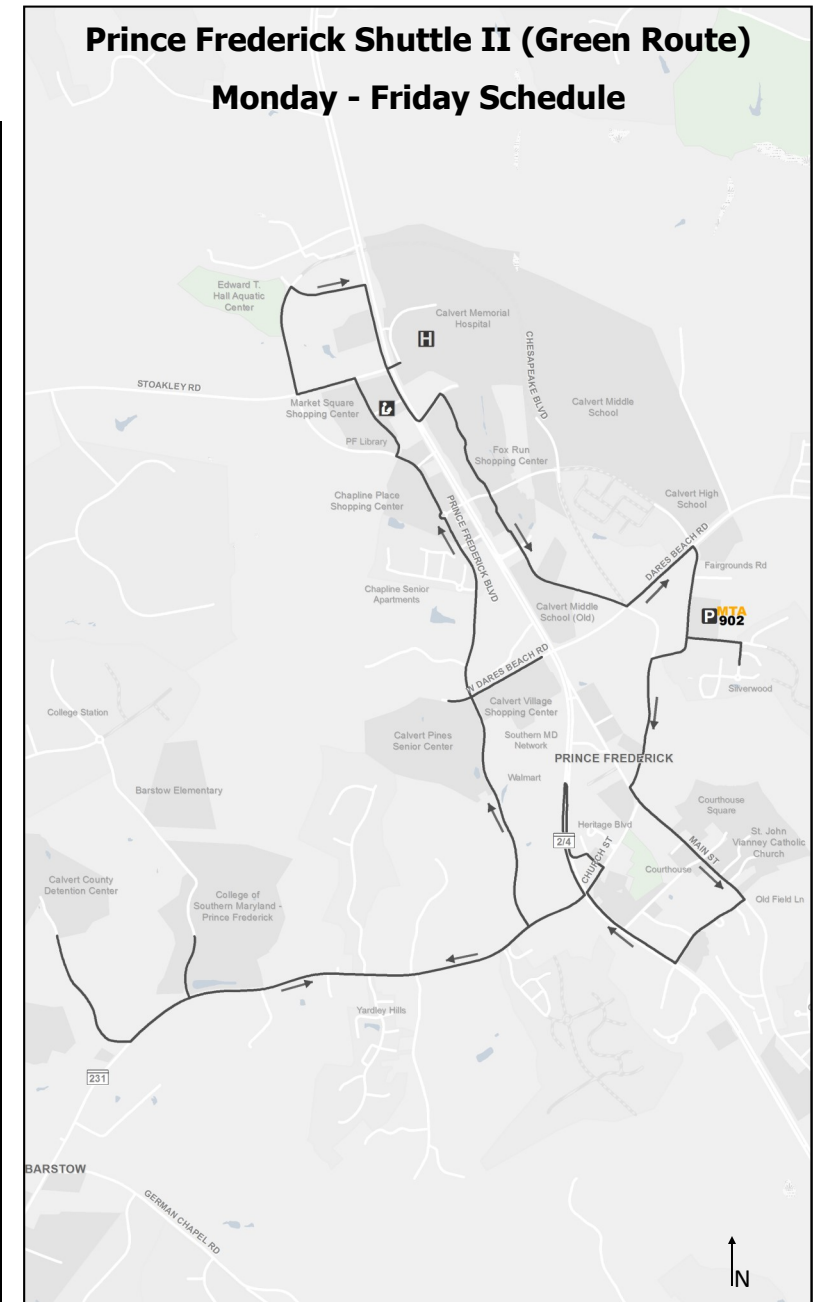 Prince Frederick Shuttle II (Green Route)
Monday - Friday Schedule
Edward T.
Hall Aquatic
Center
Calvert Memorial
Hospital
H
CHESAPEAKE BLVD
STOAKLEY RD
Market Square
Shopping Center
Calvert Middle
School
PF Library
Fox Run
Shopping Center
Chapline Place
Shopping Center
PRINCE FREDERICK BLVD
Calvert High
School
DARES BEACH RD
Fairgrounds Rd
Chapline Senior
Apartments
Calvert Middle
School (Old)
P
MTA
902
W DARES BEACH RD
Silverwood
College Station
Calvert Village
Shopping Center
Calvert Pines
Senior Center
Southern MD
Network
PRINCE FREDERICK
Walmart
Barstow Elementary
Courthouse
Square
Heritage Blvd
2/4
CHURCH ST
MAIN ST
St. John
Vianney Catholic
Church
Courthouse
Calvert County
Detention Center
College of
Southern Maryland -
Prince Frederick
Old Field Ln
Yardley Hills
231
BARSTOW
GERMAN CHAPEL RD
N